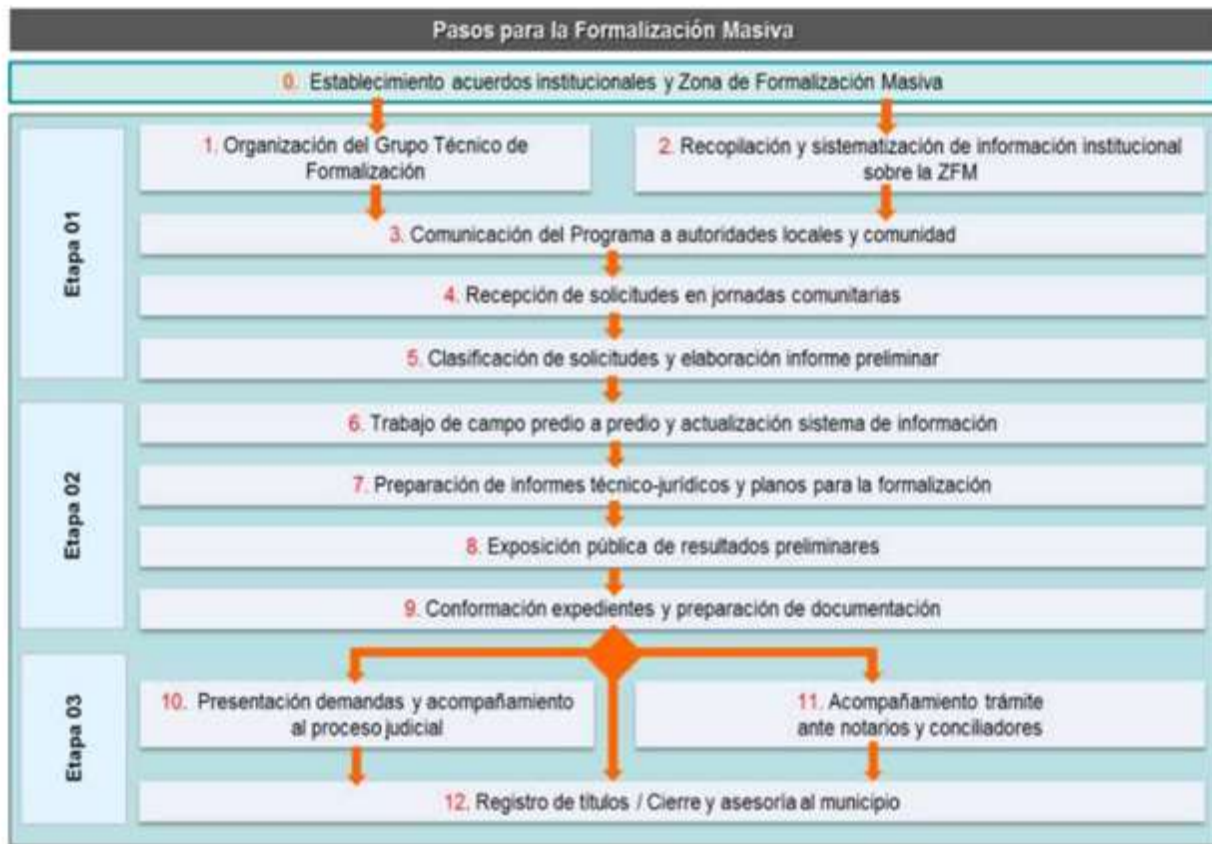 Pasos para la Formalización Masiva
0. Establecimiento acuerdos institucionales y Zona de Formalización Masiva
Etapa 01
1. Organización del Grupo Técnico de
Formalización
2. Recopilación y sistematización de información institucional
sobre la ZFM
3. Comunicación del Programa a autoridades locales y comunidad
4. Recepción de solicitudes en jornadas comunitarias
5. Clasificación de solicitudes y elaboración informe preliminar
Etapa 02
6. Trabajo de campo predio a predio y actualización sistema de información
7. Preparación de informes técnico-jurídicos y planos para la formalización
8. Exposición pública de resultados preliminares
9. Conformación expedientes y preparación de documentación
Etapa 03
10. Presentación demandas y acompañamiento
al proceso judicial
11. Acompañamiento trámite
ante notarios y conciliadores
12. Registro de títulos / Cierre y asesoría al municipio